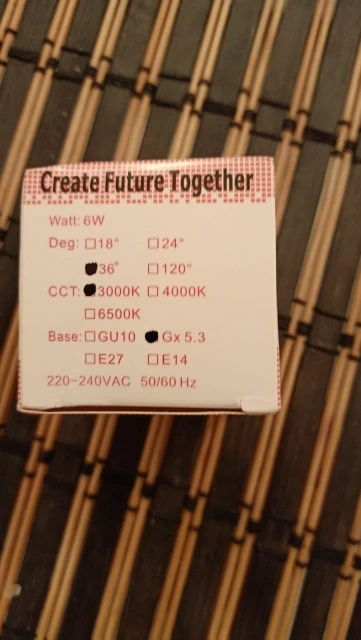 Create Future Together
Watt: 6W
Deg: □18° □24°
■36° □120°
CCT: ■3000K □4000K
□6500K
Base: □GU10 ■Gx 5.3
□E27 □E14
220-240VAC 50/60 Hz